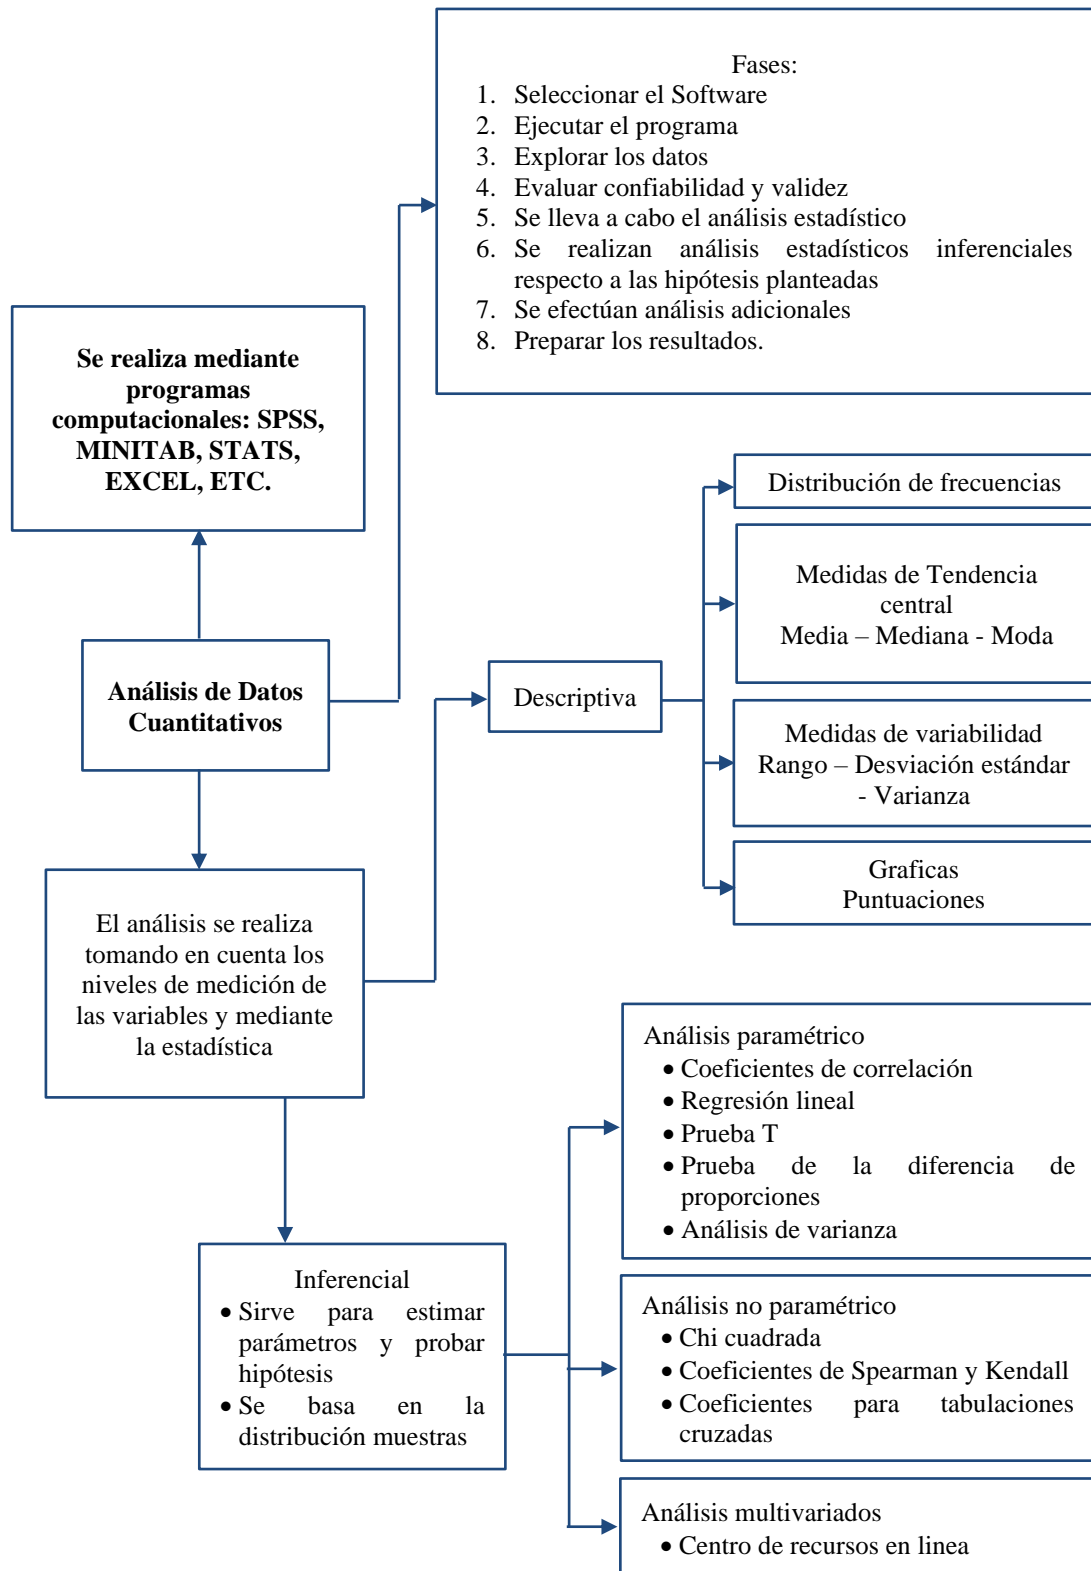 Fases:
1. Seleccionar el Software
2. Ejecutar el programa
3. Explorar los datos
4. Evaluar confiabilidad y validez
5. Se lleva a cabo el análisis estadístico
6. Se realizan análisis estadísticos inferenciales
respecto a las hipótesis planteadas
7. Se efectúan análisis adicionales
8. Preparar los resultados.
Se realiza mediante
programas
computacionales: SPSS,
MINITAB, STATS,
EXCEL, ETC.
Análisis de Datos
Cuantitativos
El análisis se realiza
tomando en cuenta los
niveles de medición de
las variables y mediante
la estadística
Descriptiva
Distribución de frecuencias
Medidas de Tendencia
central
Media – Mediana - Moda
Medidas de variabilidad
Rango – Desviación estándar
- Varianza
Graficas
Puntuaciones
Inferencial
• Sirve para estimar
parámetros y probar
hipótesis
• Se basa en la
distribución muestras
Análisis paramétrico
• Coeficientes de correlación
• Regresión lineal
• Prueba T
• Prueba de la diferencia de
proporciones
• Análisis de varianza
Análisis no paramétrico
• Chi cuadrada
• Coeficientes de Spearman y Kendall
• Coeficientes para tabulaciones
cruzadas
Análisis multivariados
• Centro de recursos en linea